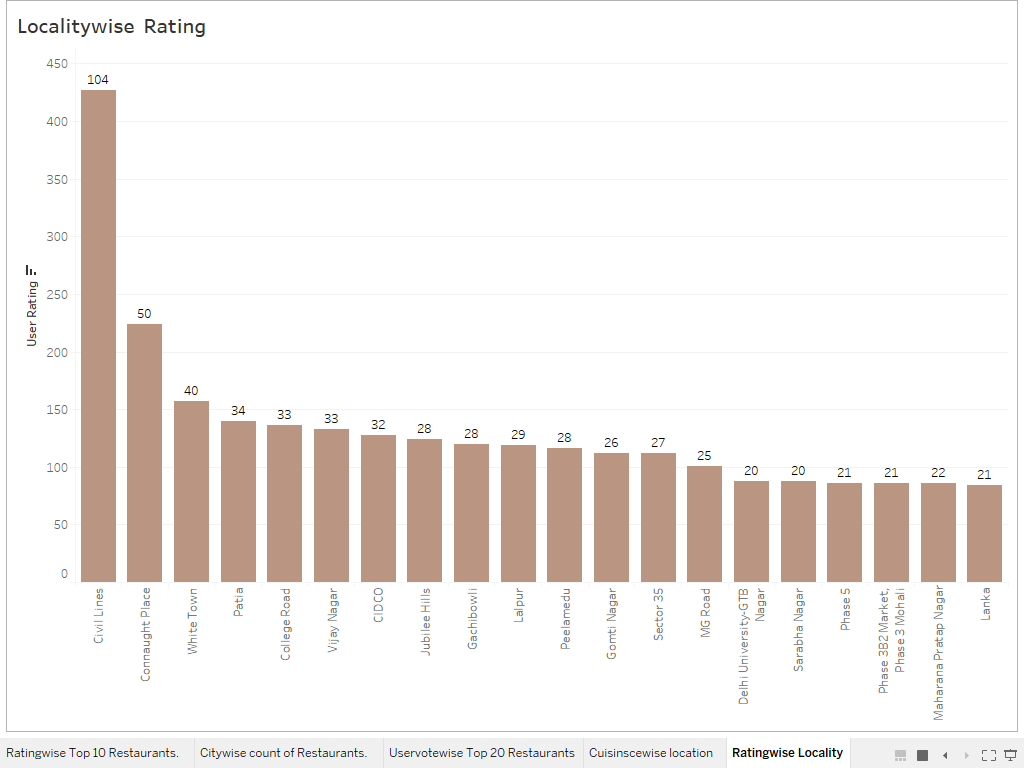 Localitywise Rating
User Rating
450
400
350
300
250
200
150
100
50
0
104
50
40
34
33
33
32
28
28
29
28
26
27
25
20
20
21
21
22
21
Civil Lines
Connaught Place
White Town
Patia
College Road
Vijay Nagar
CIDCO
Jubilee Hills
Gachibowli
Lalpur
Peelamedu
Gomti Nagar
Sector 35
MG Road
Delhi University-GTB
Nagar
Sarabha Nagar
Phase 5
Phase 3B2 Market,
Phase 3 Mohali
Maharana Pratap Nagar
Lanka
Ratingwise Top 10 Restaurants.
Citywise count of Restaurants.
Uservotewise Top 20 Restaurants
Cuisinscewise location
Ratingwise Locality